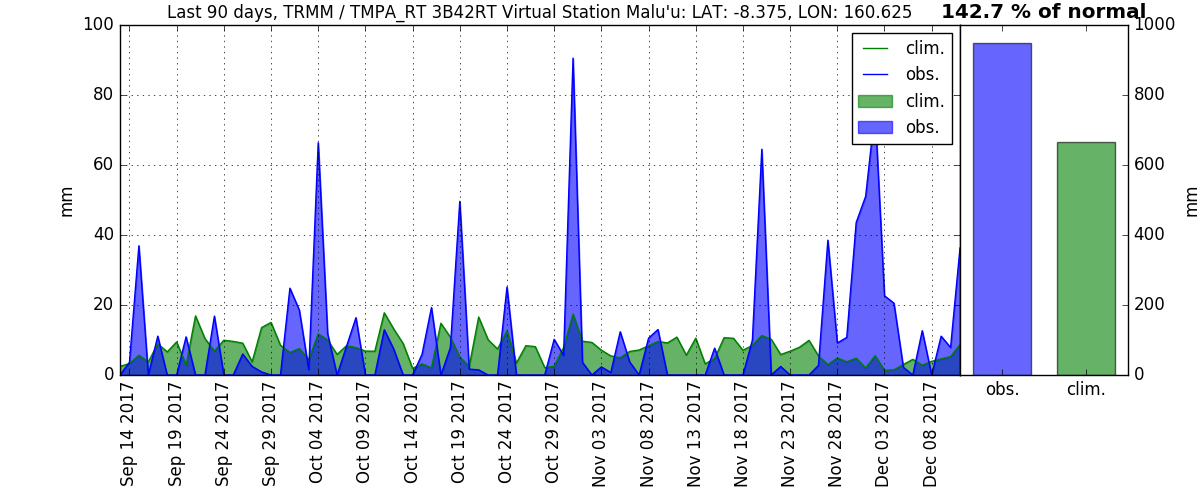 Last 90 days, TRMM / TMPA_RT 3B42RT Virtual Station Malu'u: LAT: -8.375, LON: 160.625
142.7 % of normal
mm
100
80
60
40
20
0
clim.
obs.
clim.
obs.
Sep 14 2017
Sep 19 2017
Sep 24 2017
Sep 29 2017
Oct 04 2017
Oct 09 2017
Oct 14 2017
Oct 19 2017
Oct 24 2017
Oct 29 2017
Nov 03 2017
Nov 08 2017
Nov 13 2017
Nov 18 2017
Nov 23 2017
Nov 28 2017
Dec 03 2017
Dec 08 2017
obs.
clim.
1000
800
600
400
200
0
mm